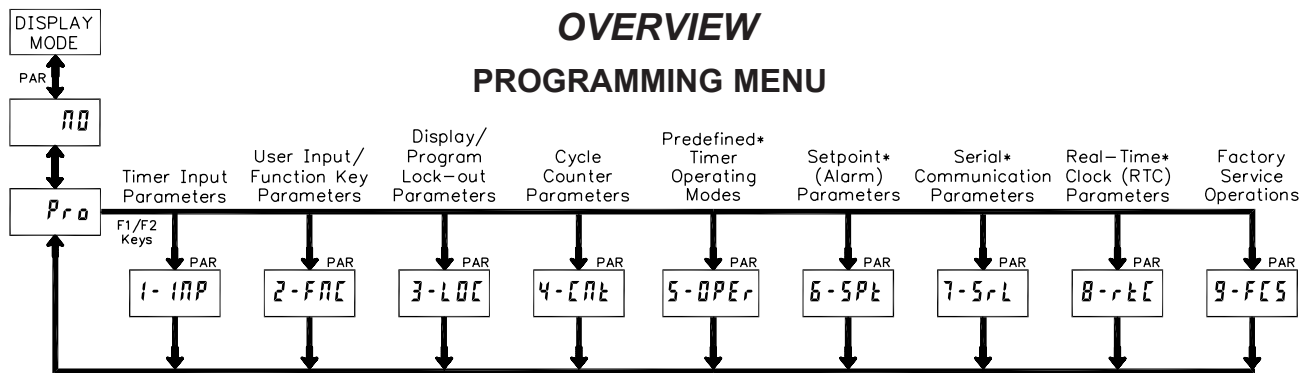 OVERVIEW
PROGRAMMING MENU
DISPLAY
MODE
PAR
NO
Pro
F1/F2
Keys
Timer Input
Parameters
PAR
1-INP
User Input/
Function Key
Parameters
PAR
2-FNC
Display/
Program
Lock-out
Parameters
PAR
3-LOC
Cycle
Counter
Parameters
PAR
4-CNt
Predefined*
Timer
Operating
Modes
PAR
5-OPEr
Setpoint*
(Alarm)
Parameters
PAR
6-SPt
Serial*
Communication
Parameters
PAR
7-SrL
Real-Time*
Clock (RTC)
Parameters
PAR
8-rtC
Factory
Service
Operations
PAR
9-FCS